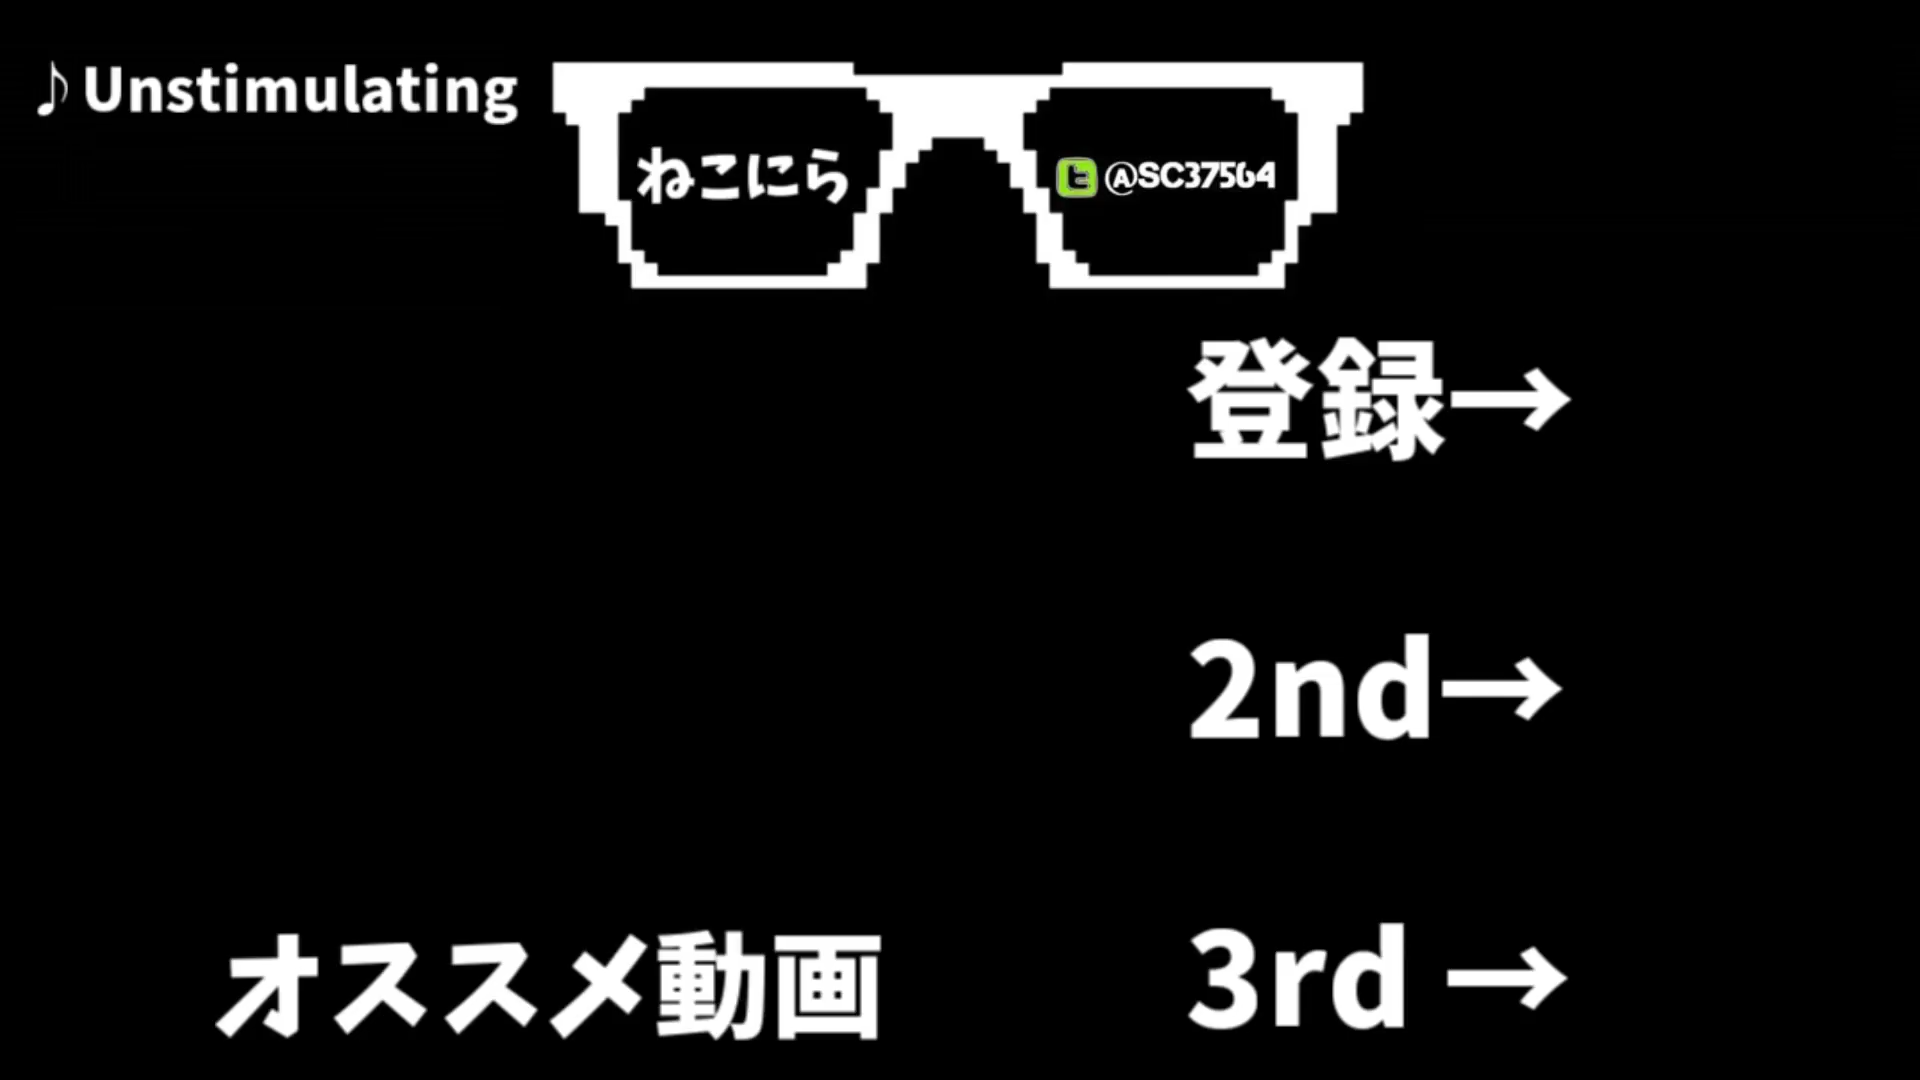 ♪Unstimulating
ねこにら
@SC37564
登録→
2nd→
オススメ動画
3rd →